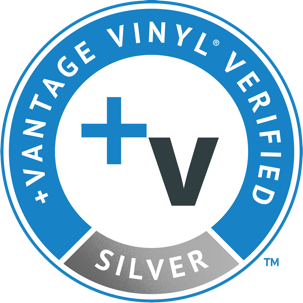 +VANTAGE VINYL® VERIFIED
+V
SILVER
™